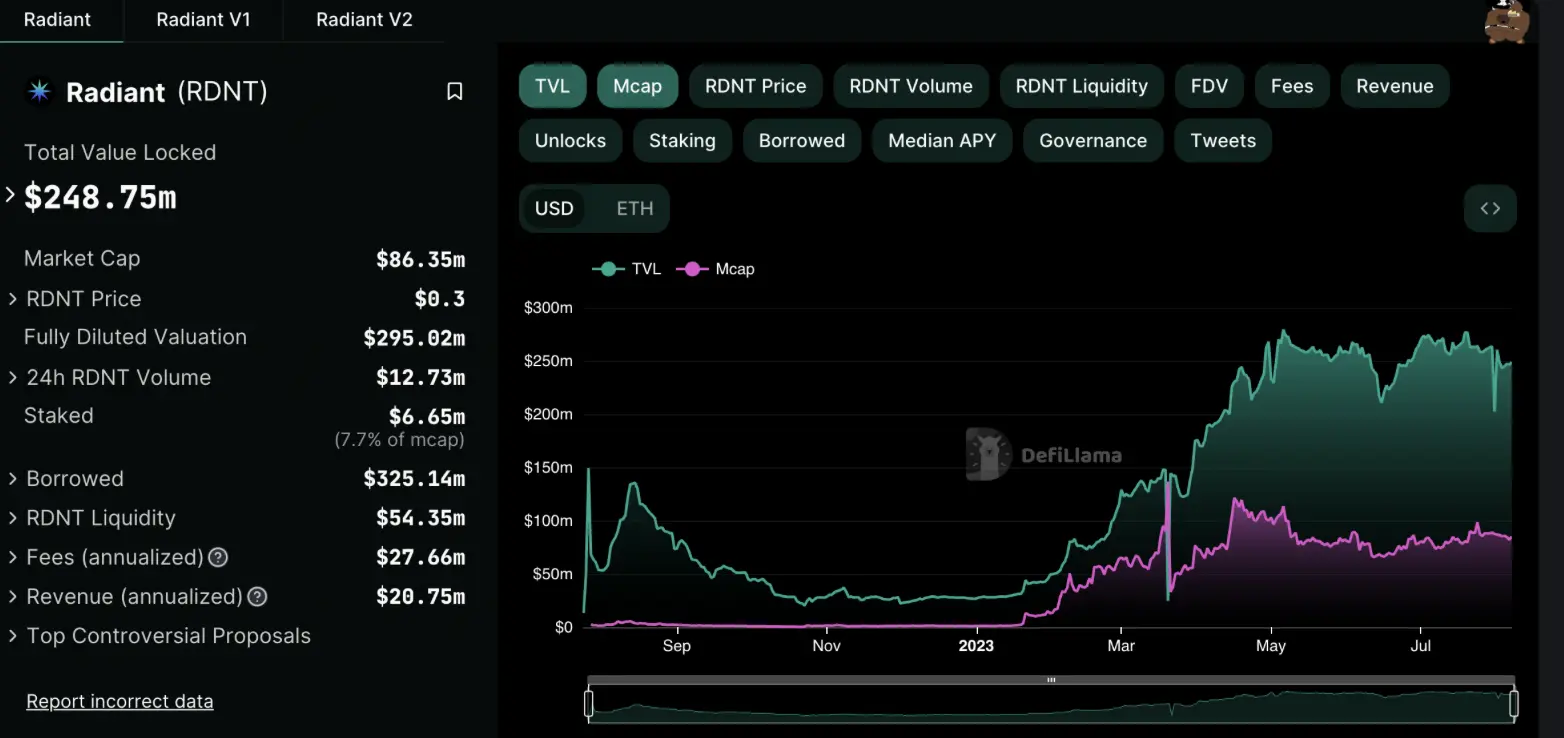 Radiant Radiant V1 Radiant V2
Radiant (RDNT)
Total Value Locked
$248.75m
Market Cap $86.35m
RDNT Price $0.3
Fully Diluted Valuation $295.02m
24h RDNT Volume $12.73m
Staked $6.65m
(7.7% of mcap)
Borrowed $325.14m
RDNT Liquidity $54.35m
Fees (annualized) $27.66m
Revenue (annualized) $20.75m
Top Controversial Proposals
Report incorrect data
TVL Mcap RDNT Price RDNT Volume RDNT Liquidity FDV Fees Revenue
Unlocks Staking Borrowed Median APY Governance Tweets
USD ETH
TVL Mcap
$300m
$250m
$200m
$150m
$100m
$50m
$0
DefiLlama
Sep Nov 2023 Mar May Jul